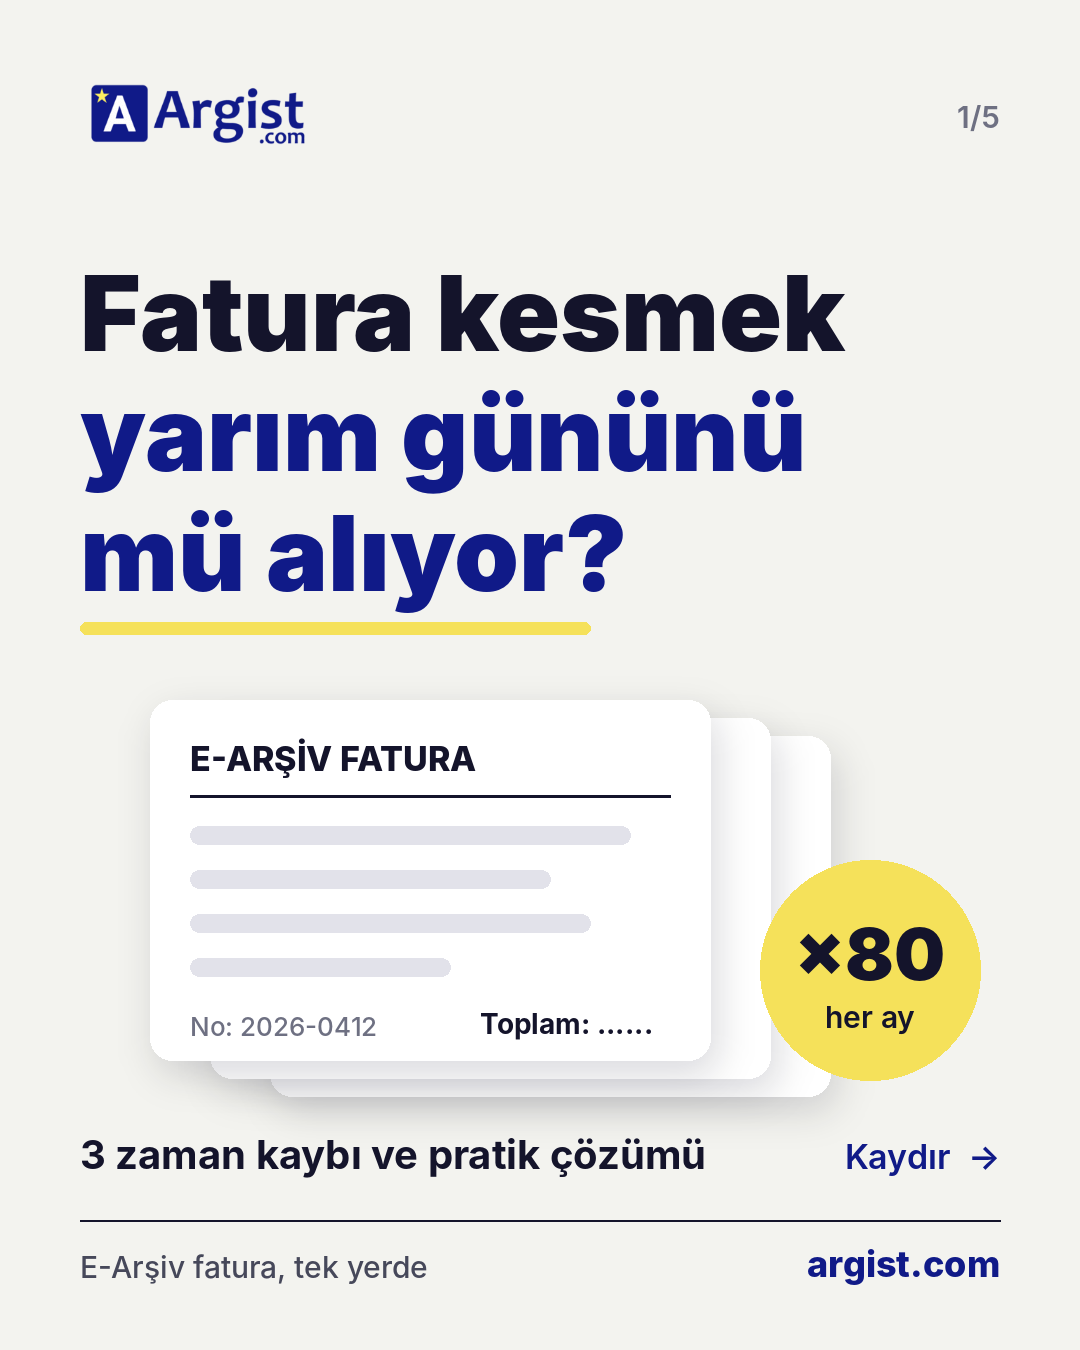 A Argist
.com
1/5
Fatura kesmek
yarım gününü
mü alıyor?
E-ARŞİV FATURA
No: 2026-0412
Toplam: ......
×80
her ay
3 zaman kaybı ve pratik çözümü
Kaydır →
E-Arşiv fatura, tek yerde
argist.com